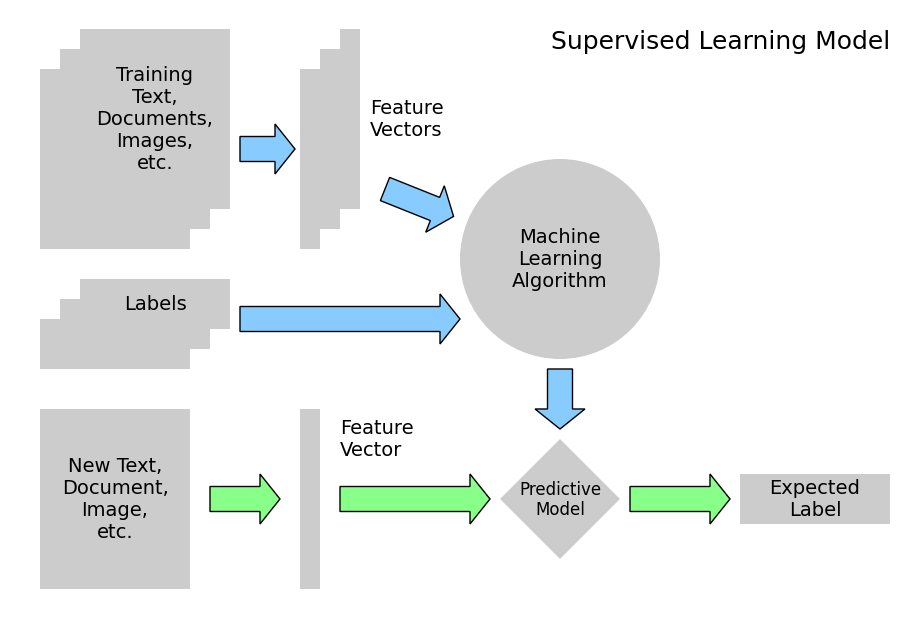 Supervised Learning Model
Training
Text,
Documents,
Images,
etc.
Feature
Vectors
Machine
Learning
Algorithm
Labels
New Text,
Document,
Image,
etc.
Feature
Vector
Predictive
Model
Expected
Label